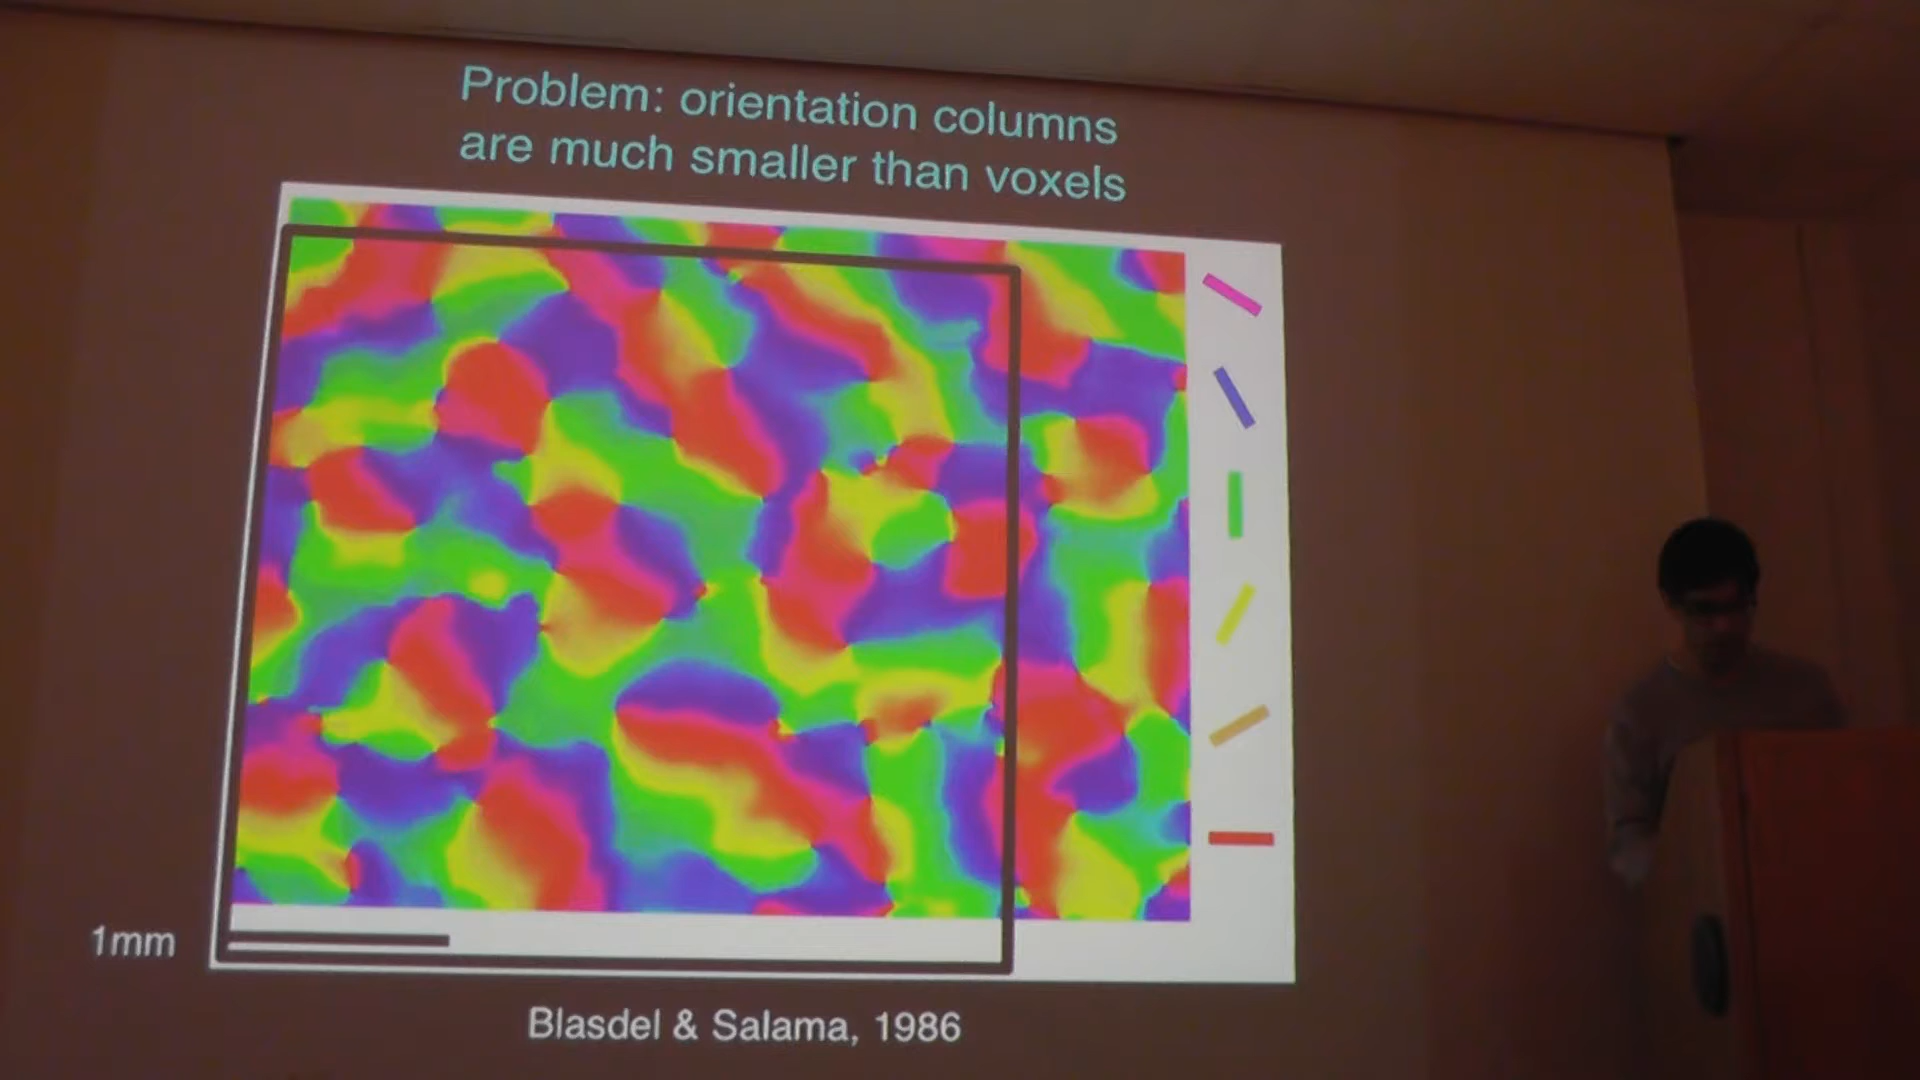 Problem: orientation columns
are much smaller than voxels
1mm
Blasdel & Salama, 1986